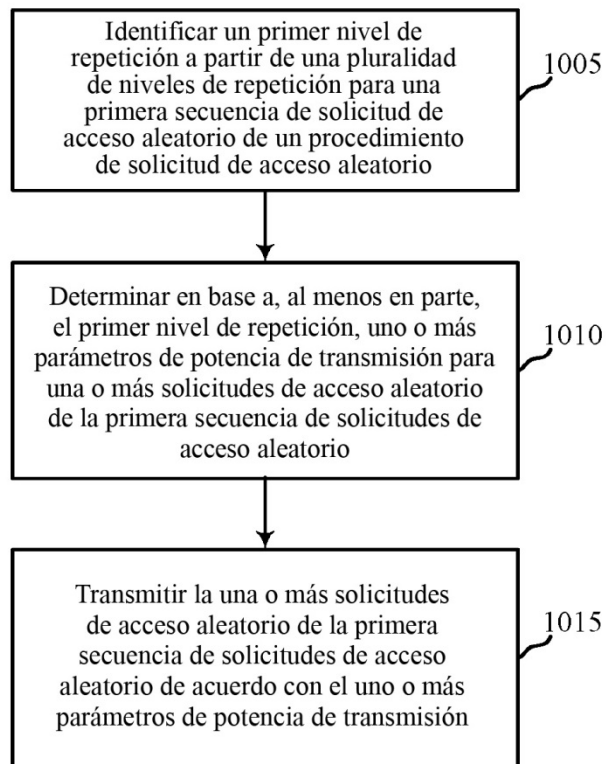 Identificar un primer nivel de
repetición a partir de una pluralidad
de niveles de repetición para una
primera secuencia de solicitud de
acceso aleatorio de un procedimiento
de solicitud de acceso aleatorio
1005
Determinar en base a, al menos en parte,
el primer nivel de repetición, uno o más
parámetros de potencia de transmisión para
una o más solicitudes de acceso aleatorio
de la primera secuencia de solicitudes de
acceso aleatorio
1010
Transmitir la una o más solicitudes
de acceso aleatorio de la primera
secuencia de solicitudes de acceso
aleatorio de acuerdo con el uno o más
parámetros de potencia de transmisión
1015